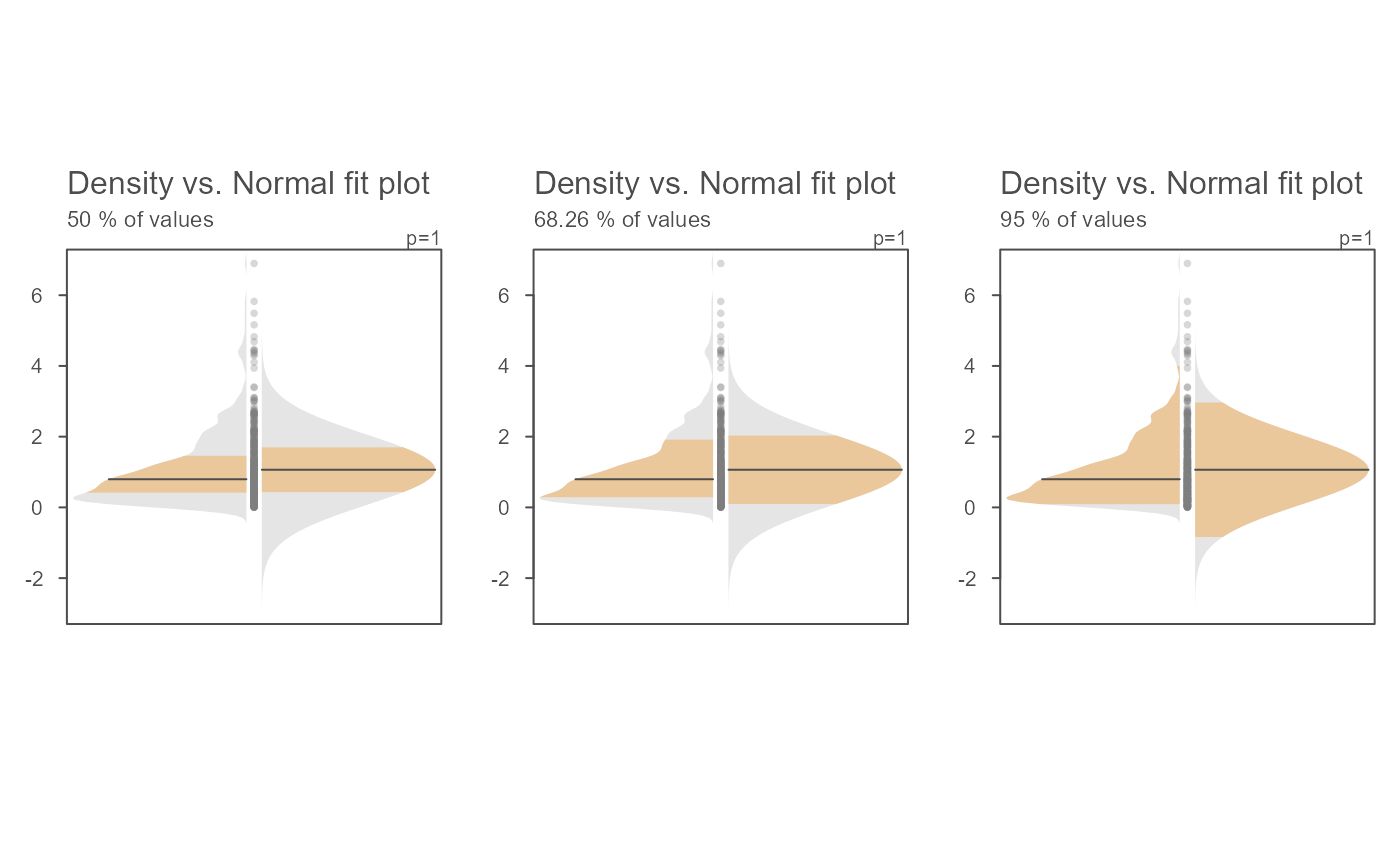 Density vs. Normal fit plot
50 % of values
p=1
6
4
2
0
-2
Density vs. Normal fit plot
68.26 % of values
p=1
6
4
2
0
-2
Density vs. Normal fit plot
95 % of values
p=1
6
4
2
0
-2